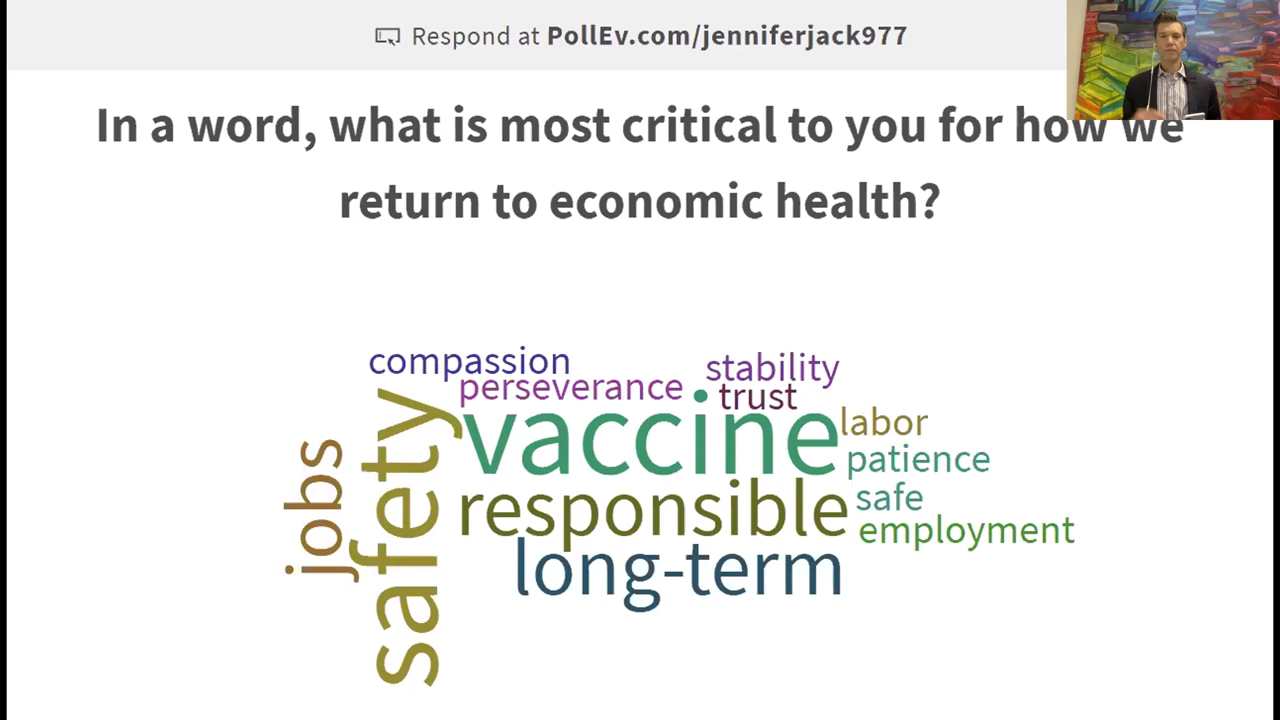 Respond at PollEv.com/jenniferjack977
In a word, what is most critical to you for how we
return to economic health?
compassion
stability
perseverance
trust
vaccine
labor
jobs
safety
patience
responsible
safe
employment
long-term